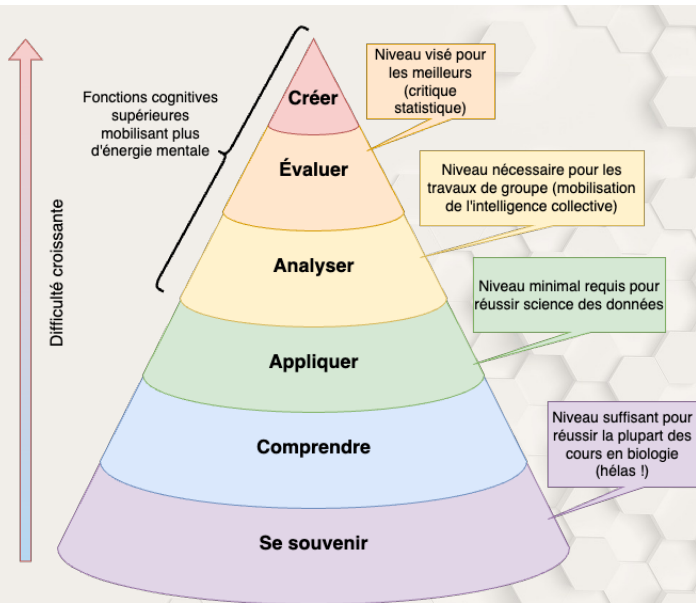 Créer
Évaluer
Analyser
Appliquer
Comprendre
Se souvenir
Difficulté croissante
Fonctions cognitives
supérieures
mobilisant plus
d'énergie mentale
Niveau visé pour
les meilleurs
(critique
statistique)
Niveau nécessaire pour les
travaux de groupe (mobilisation
de l'intelligence collective)
Niveau minimal requis pour
réussir science des données
Niveau suffisant pour
réussir la plupart des
cours en biologie
(hélas !)